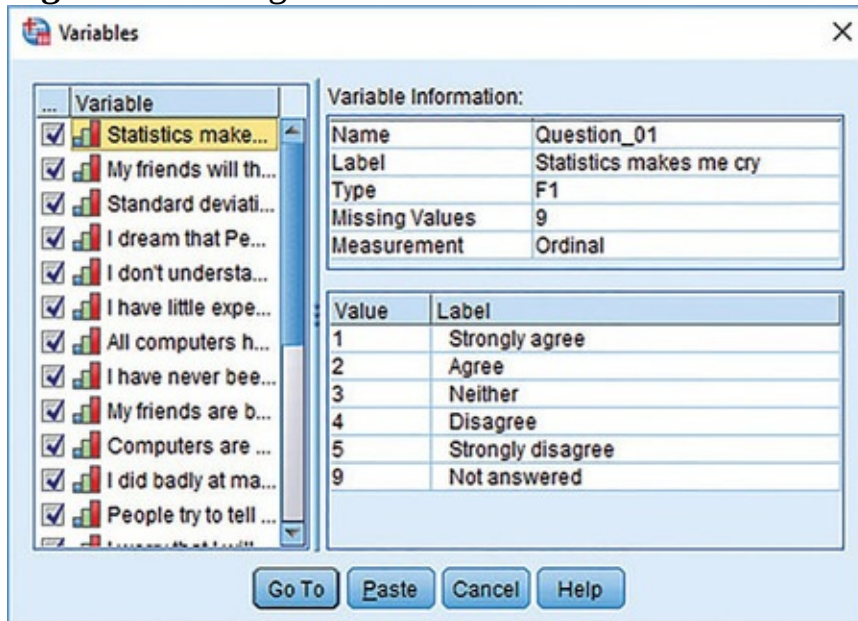 Variables
... Variable
Statistics make...
My friends will th...
Standard deviati...
I dream that Pe...
I don't understa...
I have little expe...
All computers h...
I have never bee...
My friends are b...
Computers are ...
I did badly at ma...
People try to tell ...
Variable Information:
Name Question_01
Label Statistics makes me cry
Type F1
Missing Values 9
Measurement Ordinal
Value Label
1 Strongly agree
2 Agree
3 Neither
4 Disagree
5 Strongly disagree
9 Not answered
Go To Paste Cancel Help